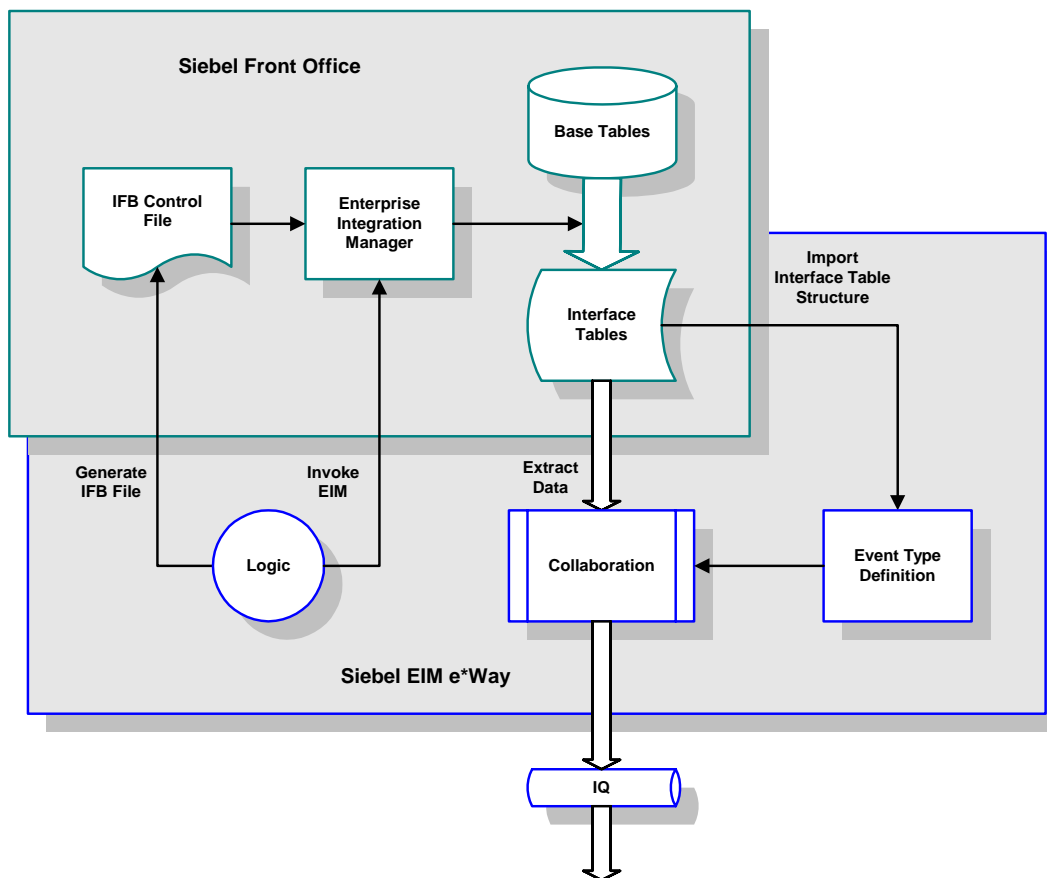 Siebel Front Office
Base Tables
IFB Control
File
Enterprise
Integration
Manager
Import
Interface Table
Structure
Interface
Tables
Generate
IFB File
Invoke
EIM
Extract
Data
Logic
Collaboration
Event Type
Definition
Siebel EIM e*Way
IQ